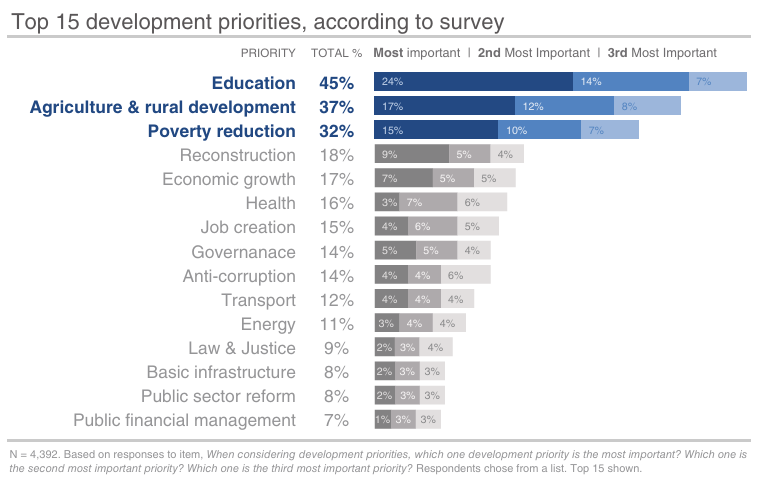 Top 15 development priorities, according to survey
PRIORITY TOTAL % Most important | 2nd Most Important | 3rd Most Important
Education 45% 24% 14% 7%
Agriculture & rural development 37% 17% 12% 8%
Poverty reduction 32% 15% 10% 7%
Reconstruction 18% 9% 5% 4%
Economic growth 17% 7% 5% 5%
Health 16% 3% 7% 6%
Job creation 15% 4% 6% 5%
Governanace 14% 5% 5% 4%
Anti-corruption 14% 4% 4% 6%
Transport 12% 4% 4% 4%
Energy 11% 3% 4% 4%
Law & Justice 9% 2% 3% 4%
Basic infrastructure 8% 2% 3% 3%
Public sector reform 8% 2% 3% 3%
Public financial management 7% 1% 3% 3%
N = 4,392. Based on responses to item, When considering development priorities, which one development priority is the most important? Which one is
the second most important priority? Which one is the third most important priority? Respondents chose from a list. Top 15 shown.